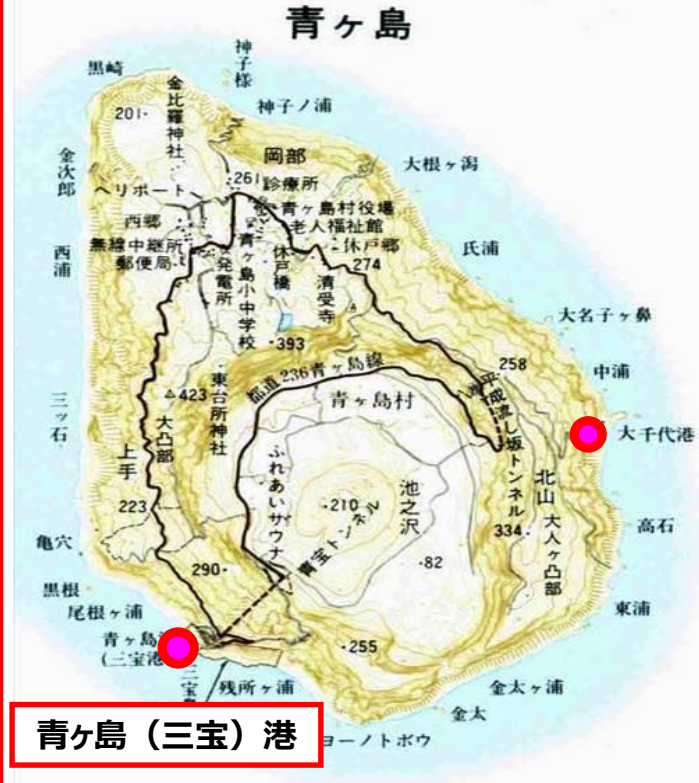 青ヶ島
神子様
黒崎
金比羅神社
201
神子ノ浦
岡部
金次郎
大根ヶ潟
261
診療所
ヘリポート
青ヶ島村役場
老人福祉館
西郷
休戸郷
無線中継所
郵便局
西浦
発電所
青ヶ島小中学校
休戸橋
清受寺
274
氏浦
大名子ヶ鼻
393
258
中浦
都道236青ヶ島線
平成流し坂トンネル
三ツ石
423
大凸部
東台所神社
青ヶ島村
大千代港
上手
ふれあいサウナ
北山
大人ヶ凸部
223
210
池之沢
334
高石
青宝トンネル
亀穴
290
82
黒根
尾根ヶ浦
東浦
青ヶ島
(三宝港
255
三宝
残所ヶ浦
金太ヶ浦
金太
ヨーノトボウ
青ヶ島（三宝）港